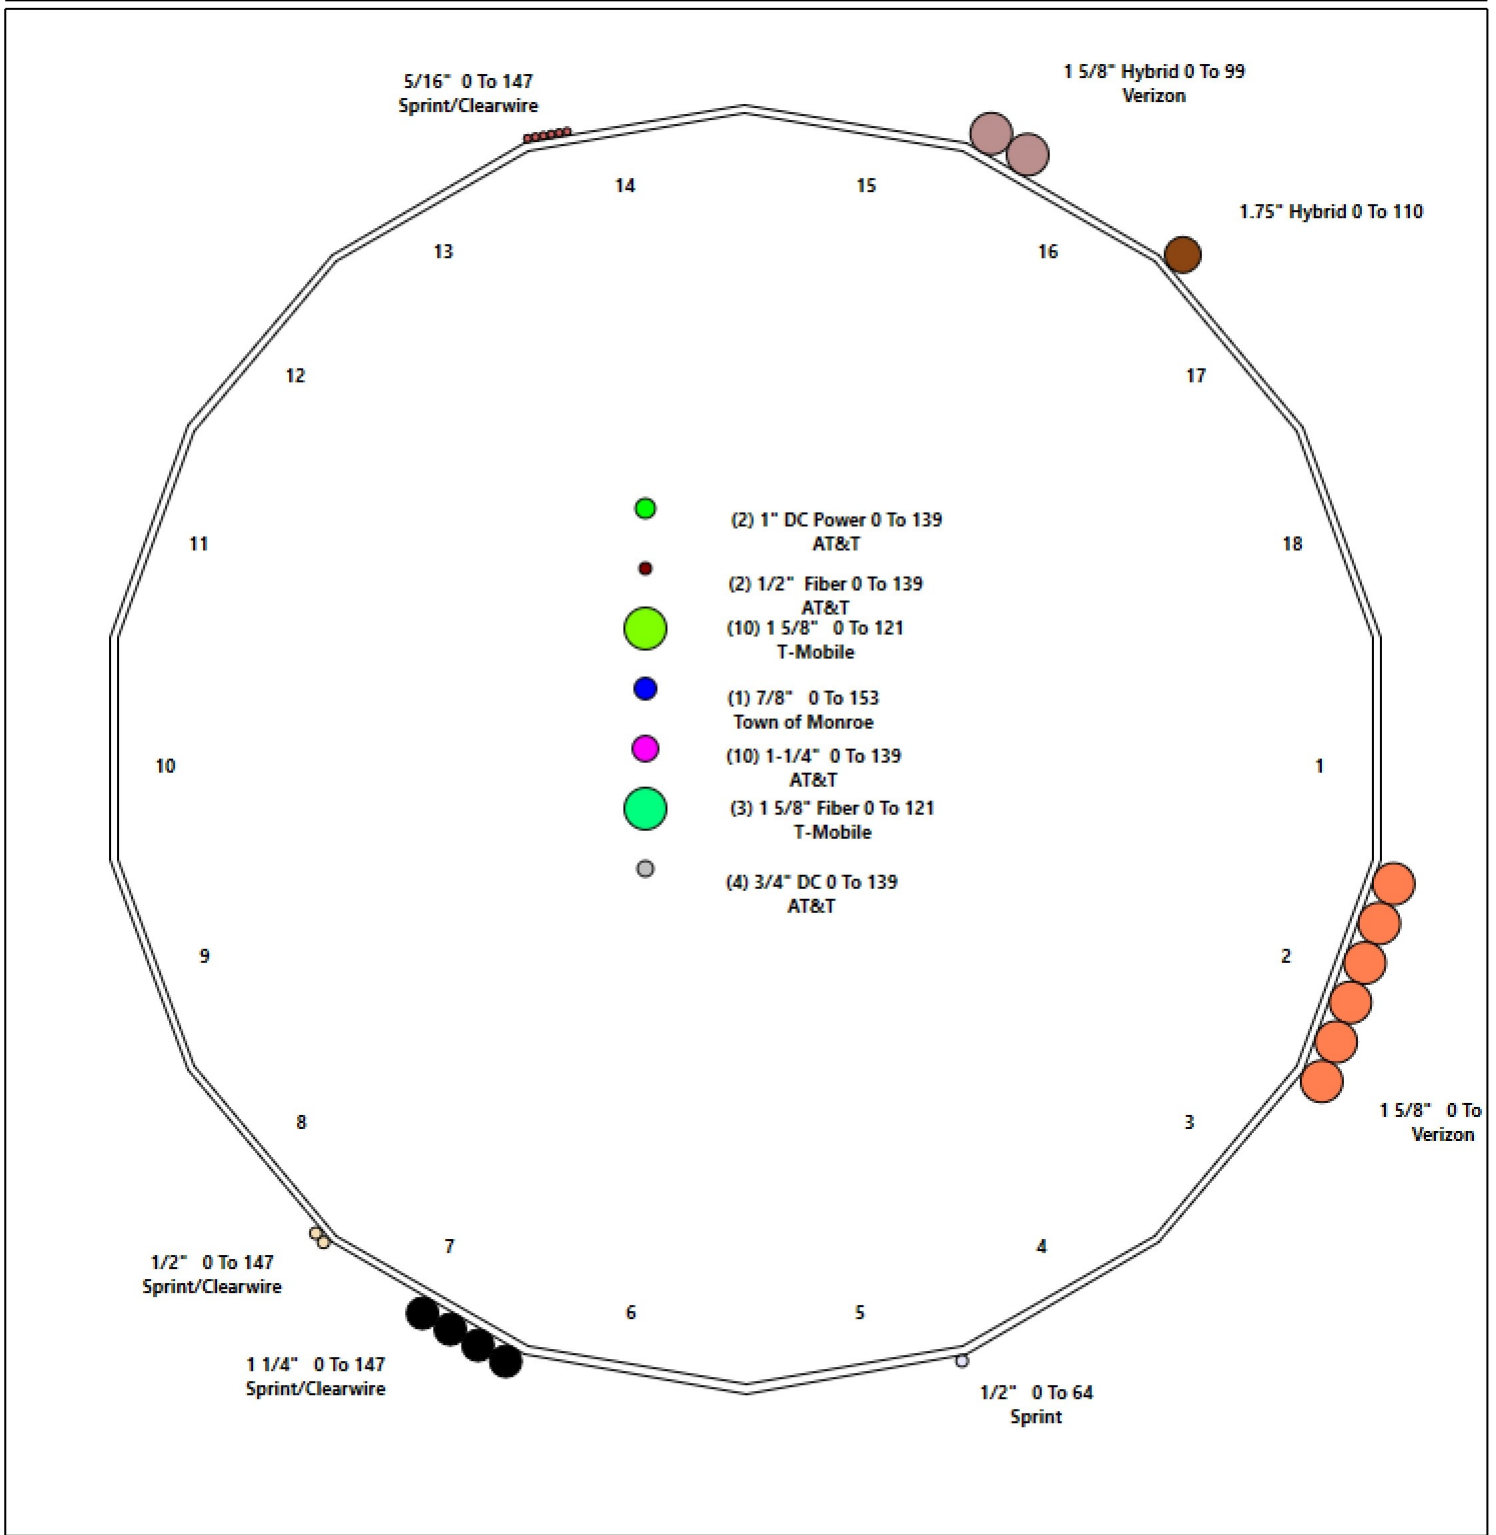 5/16"  0 To 147
Sprint/Clearwire
1 5/8" Hybrid 0 To 99
Verizon
1.75" Hybrid 0 To 110
14
15
13
16
12
17
11
18
(2) 1" DC Power 0 To 139
AT&T
(2) 1/2"  Fiber 0 To 139
AT&T
(10) 1 5/8"   0 To 121
T-Mobile
(1) 7/8"   0 To 153
Town of Monroe
(10) 1-1/4"  0 To 139
AT&T
(3) 1 5/8" Fiber 0 To 121
T-Mobile
(4) 3/4" DC 0 To 139
AT&T
10
1
9
2
8
3
7
4
6
5
1 5/8"   0 To
Verizon
1/2"   0 To 147
Sprint/Clearwire
1 1/4"   0 To 147
Sprint/Clearwire
1/2"   0 To 64
Sprint